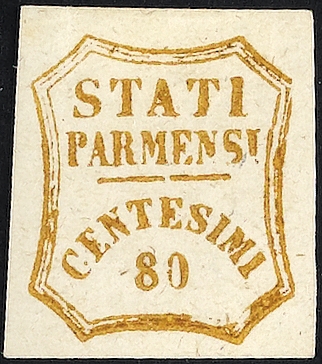 STATI
PARMENSI
CENTESIMI
80